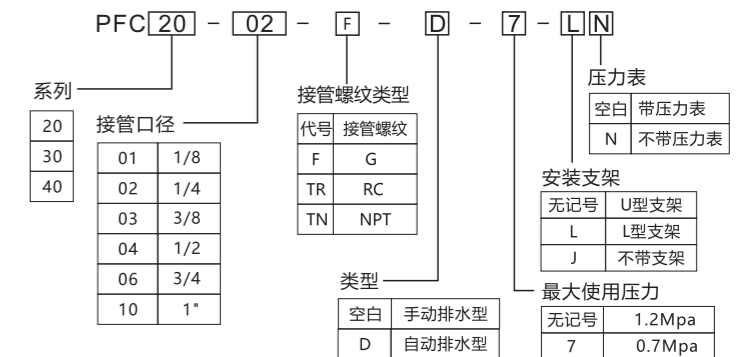 PFC 20 - 02 - F - D - 7 - L N
系列
20
30
40
接管口径
01 1/8
02 1/4
03 3/8
04 1/2
06 3/4
10 1"
接管螺纹类型
代号 接管螺纹
F G
TR RC
TN NPT
类型
空白 手动排水型
D 自动排水型
压力表
空白 带压力表
N 不带压力表
安装支架
无记号 U型支架
L L型支架
J 不带支架
最大使用压力
无记号 1.2Mpa
7 0.7Mpa